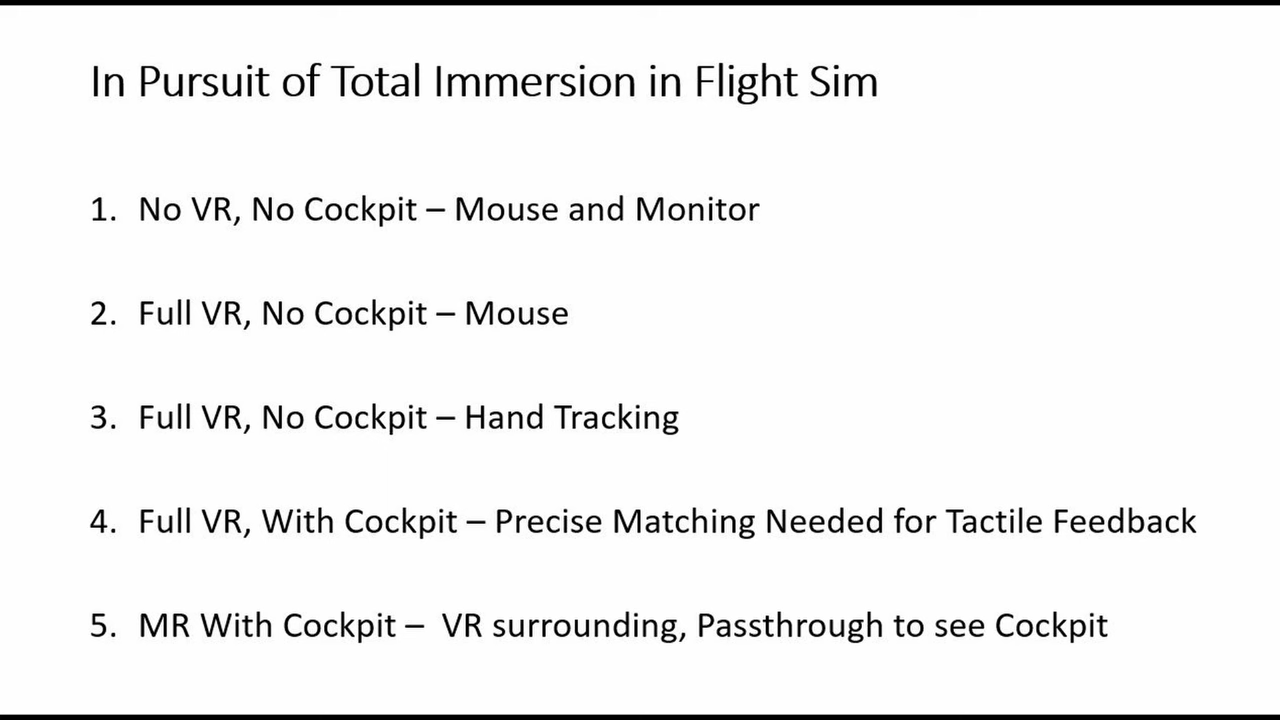 In Pursuit of Total Immersion in Flight Sim
1. No VR, No Cockpit – Mouse and Monitor
2. Full VR, No Cockpit – Mouse
3. Full VR, No Cockpit – Hand Tracking
4. Full VR, With Cockpit – Precise Matching Needed for Tactile Feedback
5. MR With Cockpit – VR surrounding, Passthrough to see Cockpit